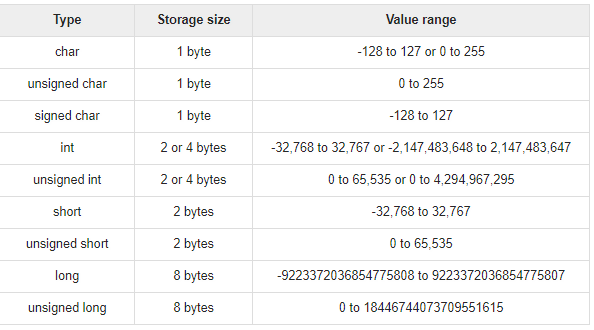 Type Storage size Value range
char 1 byte -128 to 127 or 0 to 255
unsigned char 1 byte 0 to 255
signed char 1 byte -128 to 127
int 2 or 4 bytes -32,768 to 32,767 or -2,147,483,648 to 2,147,483,647
unsigned int 2 or 4 bytes 0 to 65,535 or 0 to 4,294,967,295
short 2 bytes -32,768 to 32,767
unsigned short 2 bytes 0 to 65,535
long 8 bytes -9223372036854775808 to 9223372036854775807
unsigned long 8 bytes 0 to 18446744073709551615